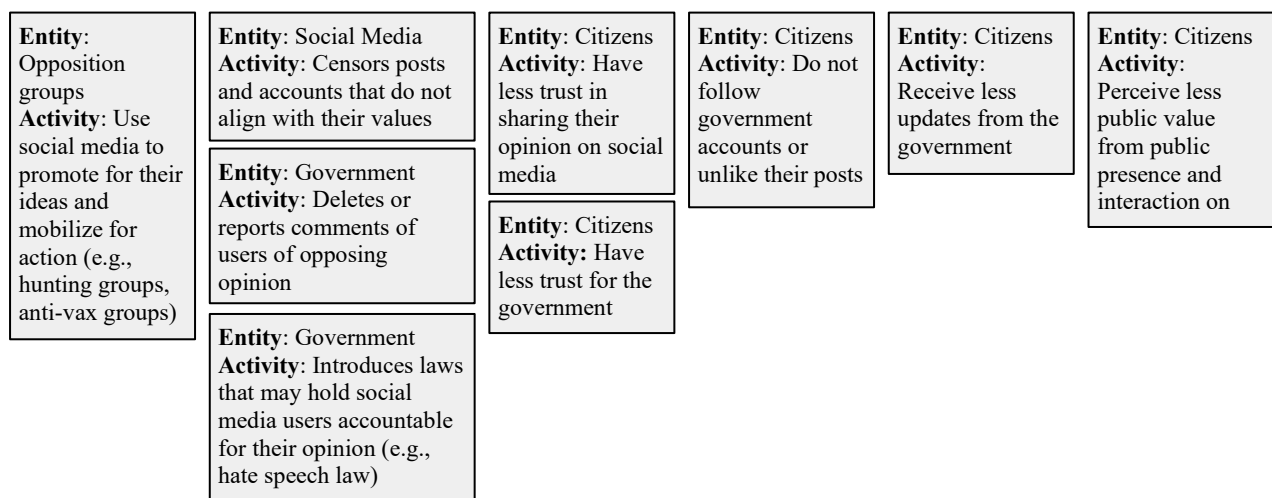 Entity:
Opposition
groups
Activity: Use
social media to
promote for their
ideas and
mobilize for
action (e.g.,
hunting groups,
anti-vax groups)
Entity: Social Media
Activity: Censors posts
and accounts that do not
align with their values
Entity: Government
Activity: Deletes or
reports comments of
users of opposing
opinion
Entity: Government
Activity: Introduces laws
that may hold social
media users accountable
for their opinion (e.g.,
hate speech law)
Entity: Citizens
Activity: Have
less trust in
sharing their
opinion on social
media
Entity: Citizens
Activity: Have
less trust for the
government
Entity: Citizens
Activity: Do not
follow
government
accounts or
unlike their posts
Entity: Citizens
Activity:
Receive less
updates from the
government
Entity: Citizens
Activity:
Perceive less
public value
from public
presence and
interaction on